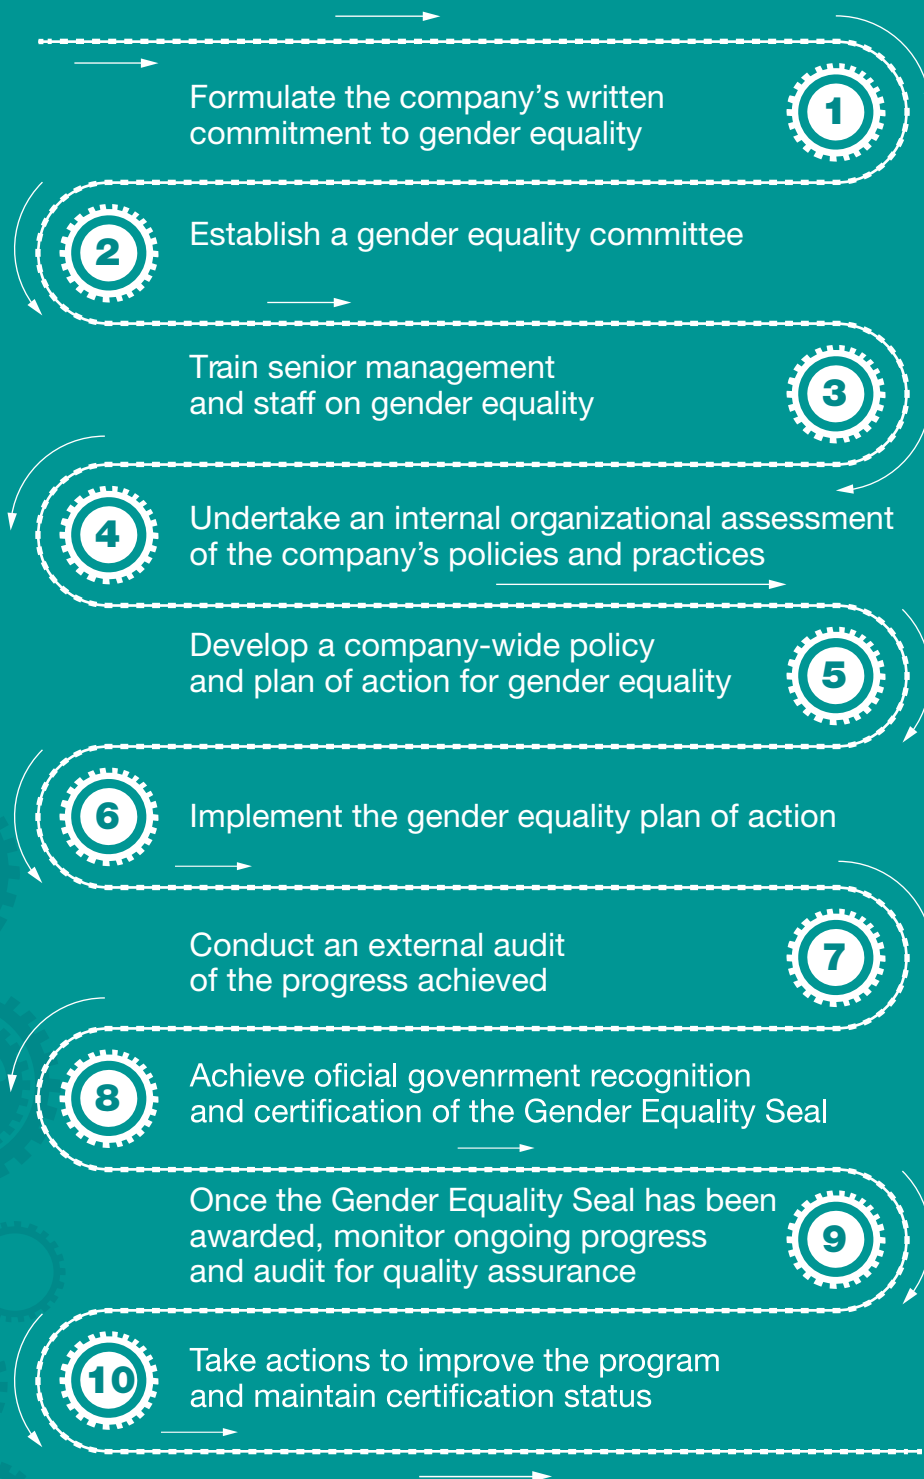 Formulate the company's written
commitment to gender equality
1
2
Establish a gender equality committee
Train senior management
and staff on gender equality
3
4
Undertake an internal organizational assessment
of the company's policies and practices
Develop a company-wide policy
and plan of action for gender equality
5
6
Implement the gender equality plan of action
Conduct an external audit
of the progress achieved
7
8
Achieve oficial govenrment recognition
and certification of the Gender Equality Seal
Once the Gender Equality Seal has been
awarded, monitor ongoing progress
and audit for quality assurance
9
10
Take actions to improve the program
and maintain certification status